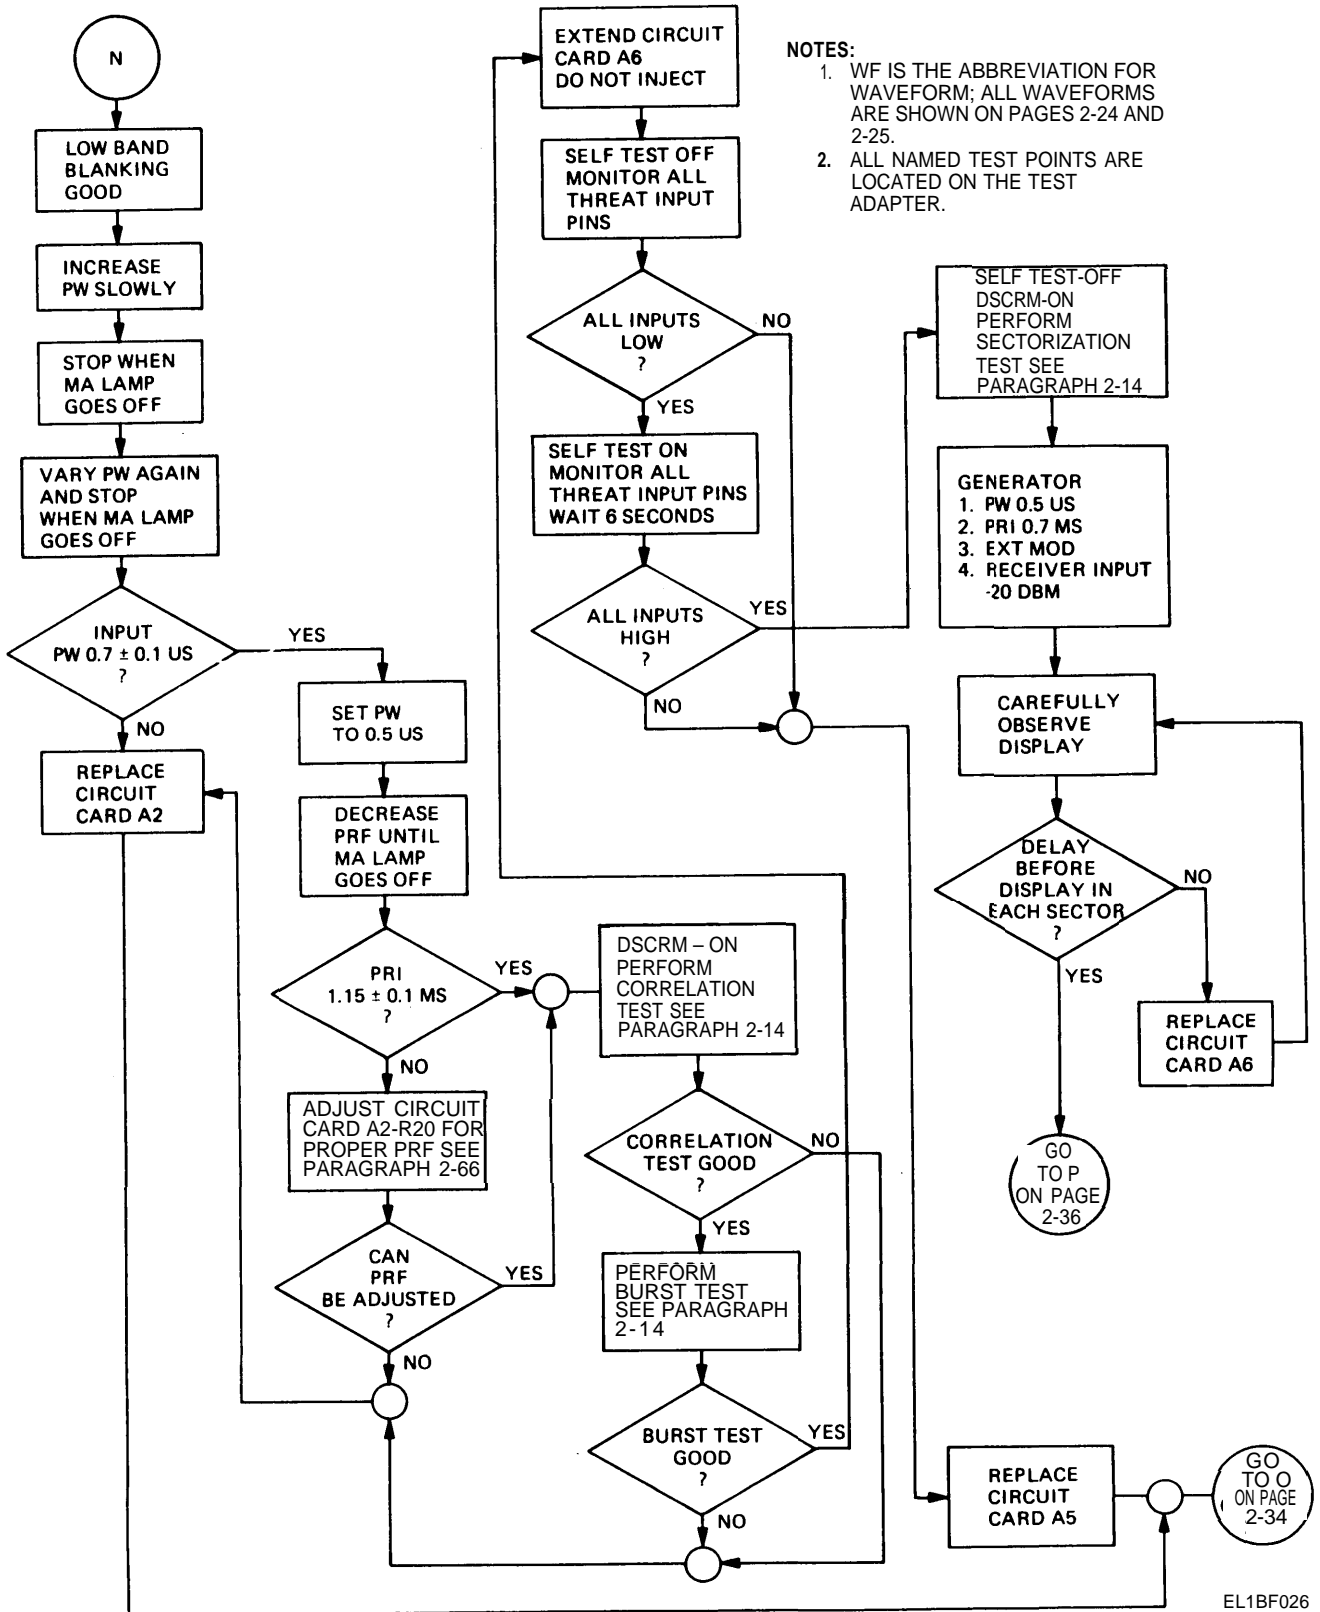 N
LOW BAND
BLANKING
GOOD
INCREASE
PW SLOWLY
STOP WHEN
MA LAMP
GOES OFF
VARY PW AGAIN
AND STOP
WHEN MA LAMP
GOES OFF
INPUT
PW 0.7 ± 0.1 US
?
YES
NO
REPLACE
CIRCUIT
CARD A2
SET PW
TO 0.5 US
DECREASE
PRF UNTIL
MA LAMP
GOES OFF
PRI
1.15 ± 0.1 MS
?
YES
NO
ADJUST CIRCUIT
CARD A2-R20 FOR
PROPER PRF SEE
PARAGRAPH 2-66
CAN
PRF
BE ADJUSTED
?
YES
NO
DSCRM – ON
PERFORM
CORRELATION
TEST SEE
PARAGRAPH 2-14
CORRELATION
TEST GOOD
?
NO
YES
PERFORM
BURST TEST
SEE PARAGRAPH
2-14
BURST TEST
GOOD
?
YES
NO
EXTEND CIRCUIT
CARD A6
DO NOT INJECT
SELF TEST OFF
MONITOR ALL
THREAT INPUT
PINS
ALL INPUTS
LOW
?
NO
YES
SELF TEST ON
MONITOR ALL
THREAT INPUT PINS
WAIT 6 SECONDS
ALL INPUTS
HIGH
?
YES
NO
NOTES:
1. WF IS THE ABBREVIATION FOR
WAVEFORM; ALL WAVEFORMS
ARE SHOWN ON PAGES 2-24 AND
2-25.
2. ALL NAMED TEST POINTS ARE
LOCATED ON THE TEST
ADAPTER.
SELF TEST-OFF
DSCRM-ON
PERFORM
SECTORIZATION
TEST SEE
PARAGRAPH 2-14
GENERATOR
1. PW 0.5 US
2. PRI 0.7 MS
3. EXT MOD
4. RECEIVER INPUT
-20 DBM
CAREFULLY
OBSERVE
DISPLAY
DELAY
BEFORE
DISPLAY IN
EACH SECTOR
?
NO
YES
REPLACE
CIRCUIT
CARD A6
GO
TO P
ON PAGE
2-36
REPLACE
CIRCUIT
CARD A5
GO
TO O
ON PAGE
2-34
EL1BF026